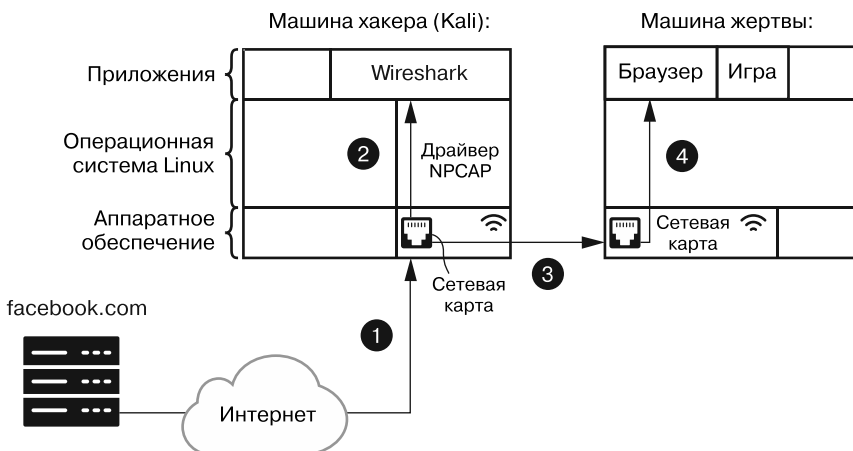 Машина хакера (Kali):
Машина жертвы:
Приложения
Wireshark
Браузер
Игра
Операционная
система Linux
2
Драйвер
NPCAP
4
Аппаратное
обеспечение
Сетевая
карта
3
Сетевая
карта
facebook.com
1
Интернет